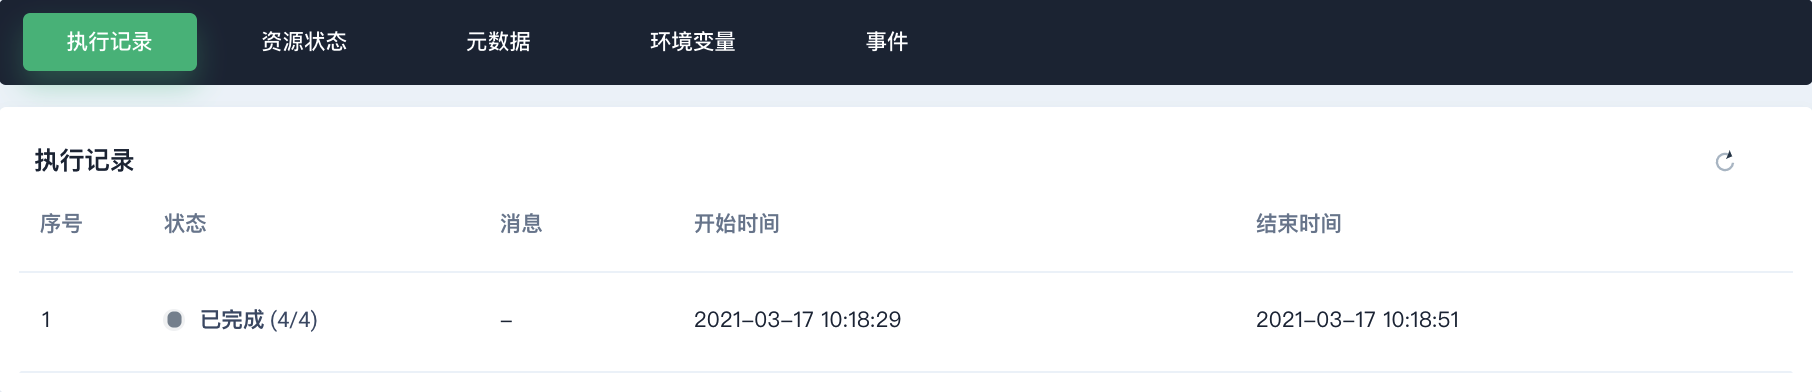 执行记录 资源状态 元数据 环境变量 事件
执行记录
序号 状态 消息 开始时间 结束时间
1 已完成 (4/4) – 2021–03–17 10:18:29 2021–03–17 10:18:51